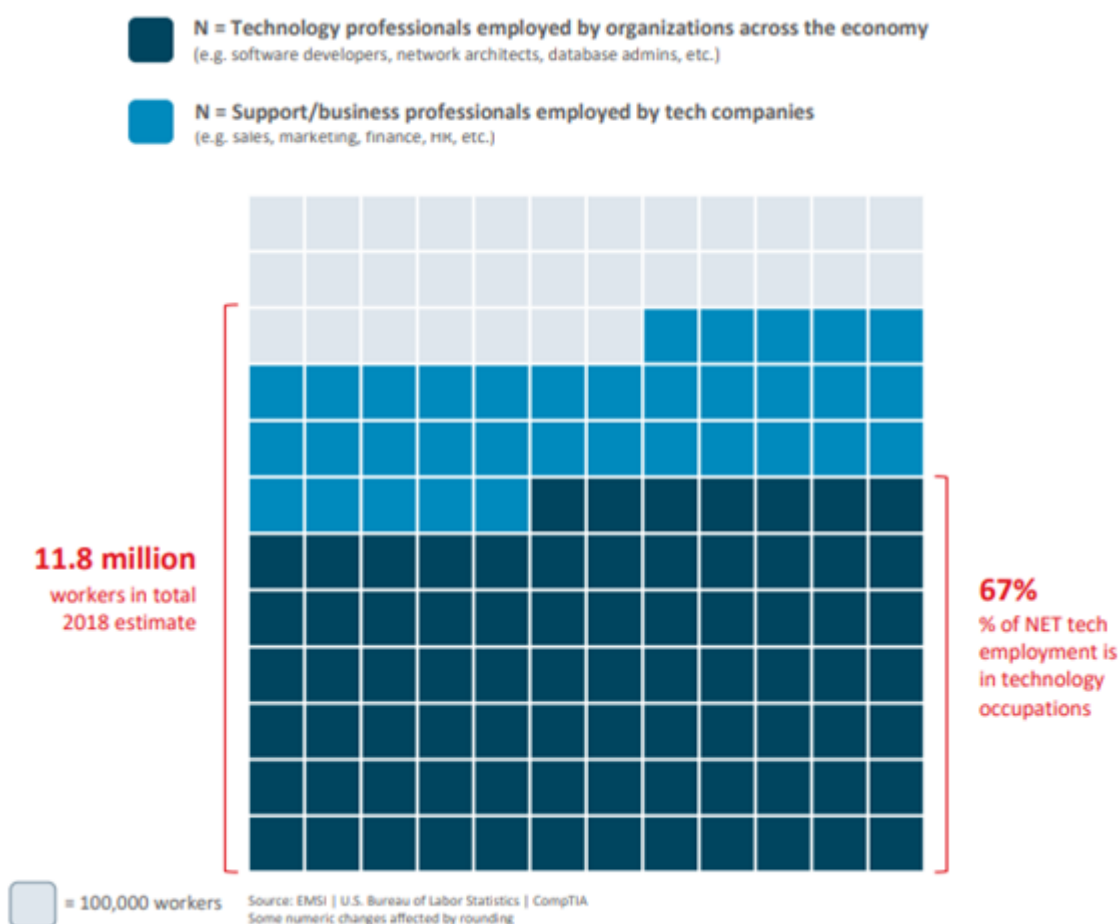 N = Technology professionals employed by organizations across the economy
(e.g. software developers, network architects, database admins, etc.)
N = Support/business professionals employed by tech companies
(e.g. sales, marketing, finance, HR, etc.)
11.8 million
workers in total
2018 estimate
67%
% of NET tech
employment is
in technology
occupations
= 100,000 workers
Source: EMSI | U.S. Bureau of Labor Statistics | CompTIA
Some numeric changes affected by rounding